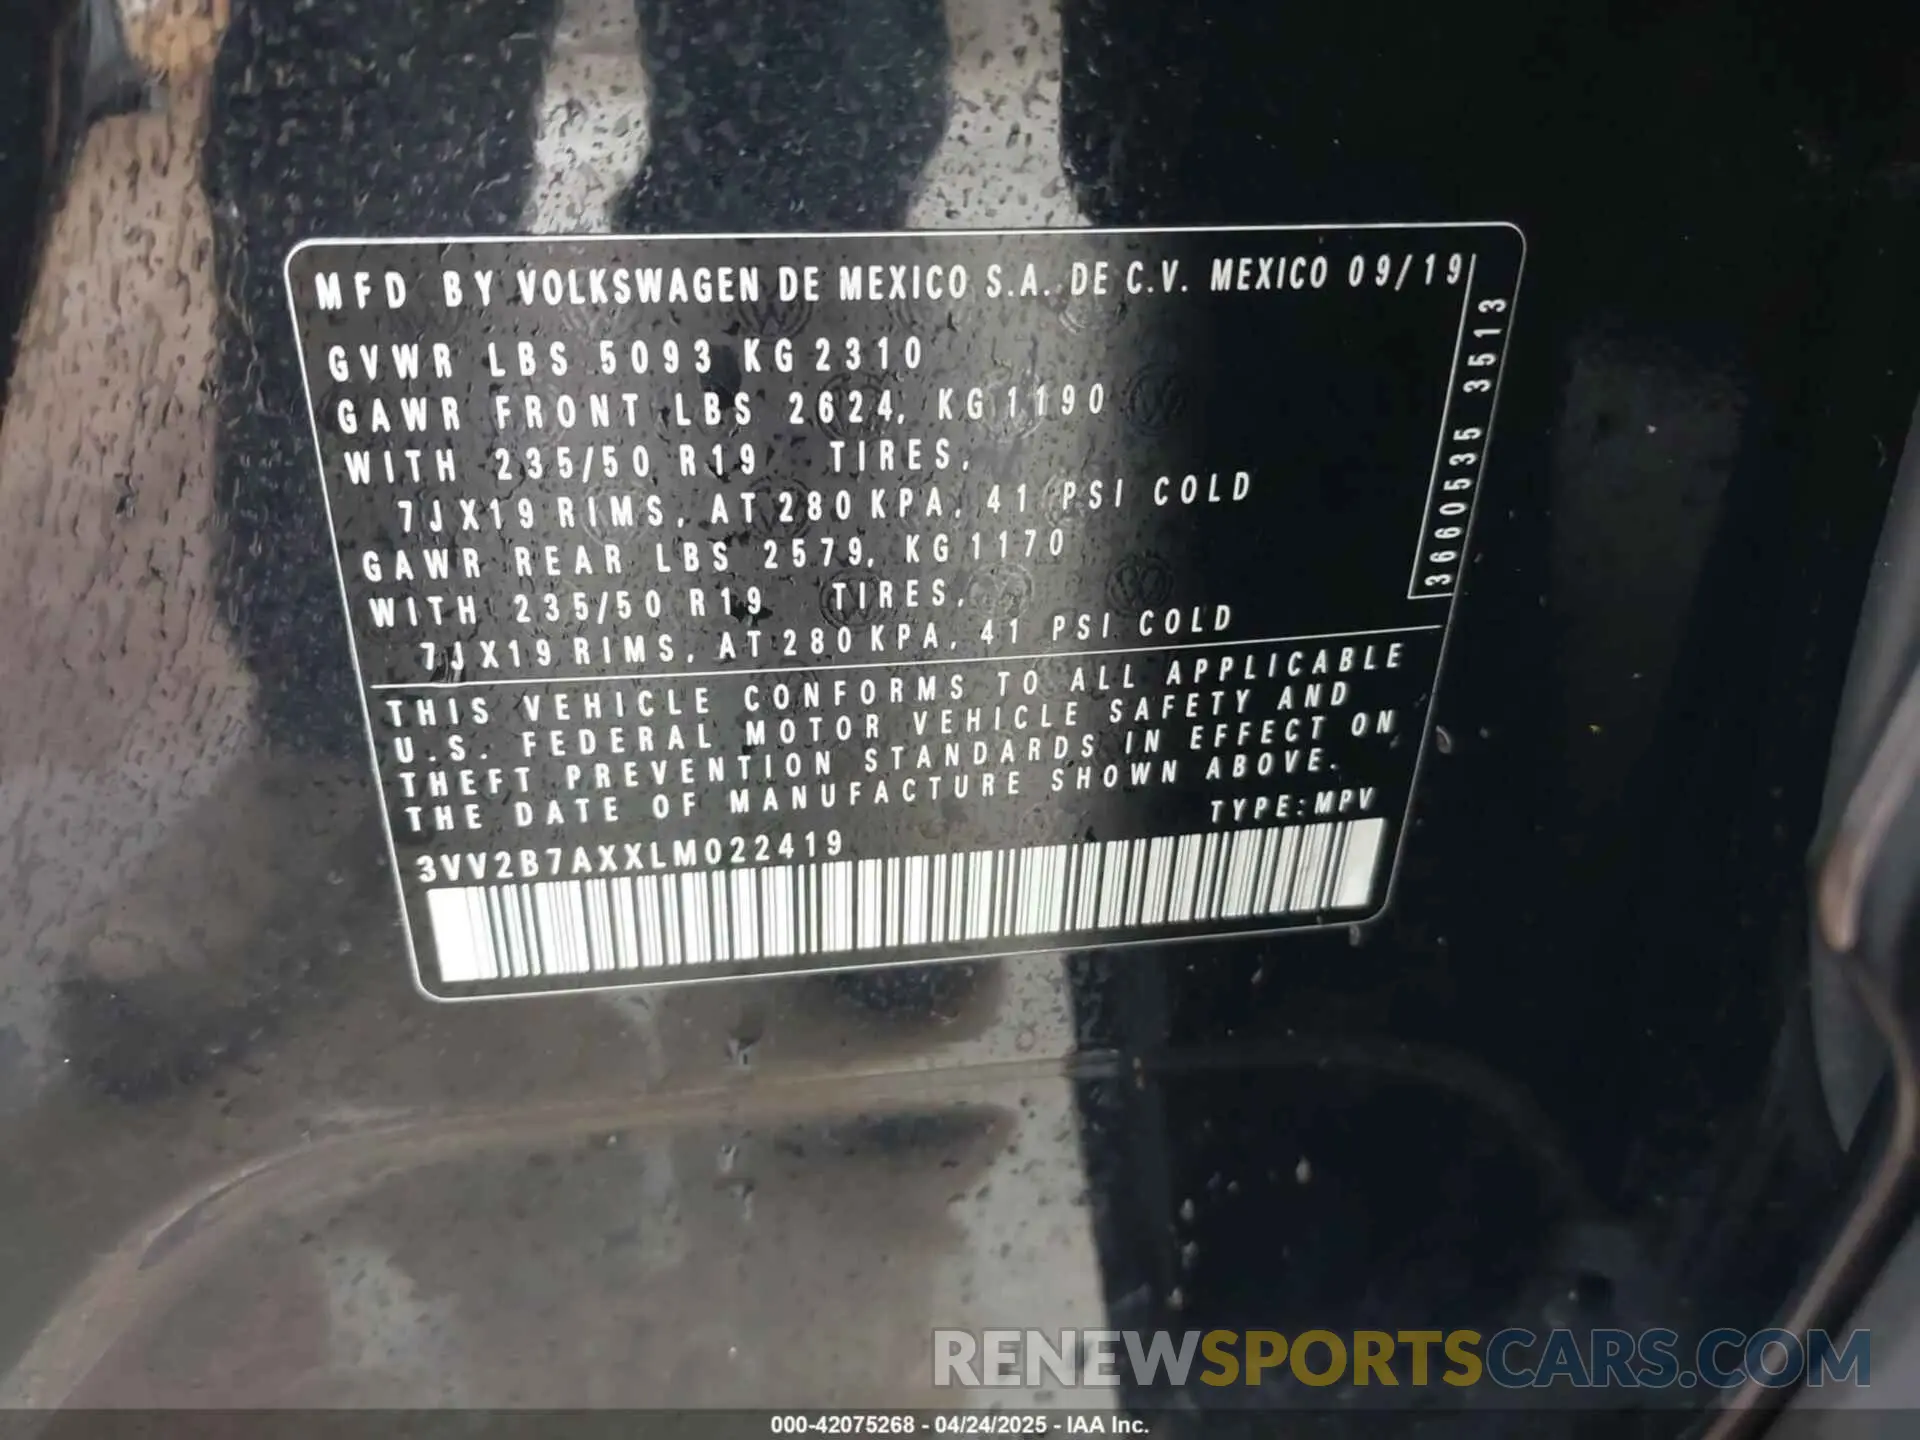 MFD BY VOLKSWAGEN DE MEXICO S.A. DE C.V. MEXICO 09/19
GVWR LBS 5093 KG 2310
GAWR FRONT LBS 2624, KG 1190
WITH 235/50 R19 TIRES,
7JX19 RIMS, AT 280 KPA, 41 PSI COLD
GAWR REAR LBS 2579, KG 1170
WITH 235/50 R19 TIRES,
7JX19 RIMS, AT 280 KPA, 41 PSI COLD
3660535 3513
THIS VEHICLE CONFORMS TO ALL APPLICABLE
U.S. FEDERAL MOTOR VEHICLE SAFETY AND
THEFT PREVENTION STANDARDS IN EFFECT ON
THE DATE OF MANUFACTURE SHOWN ABOVE.
TYPE: MPV
3VV2B7AXXLM022419
RENEWSPORTSCARS.COM
000-42075268 - 04/24/2025 - IAA Inc.